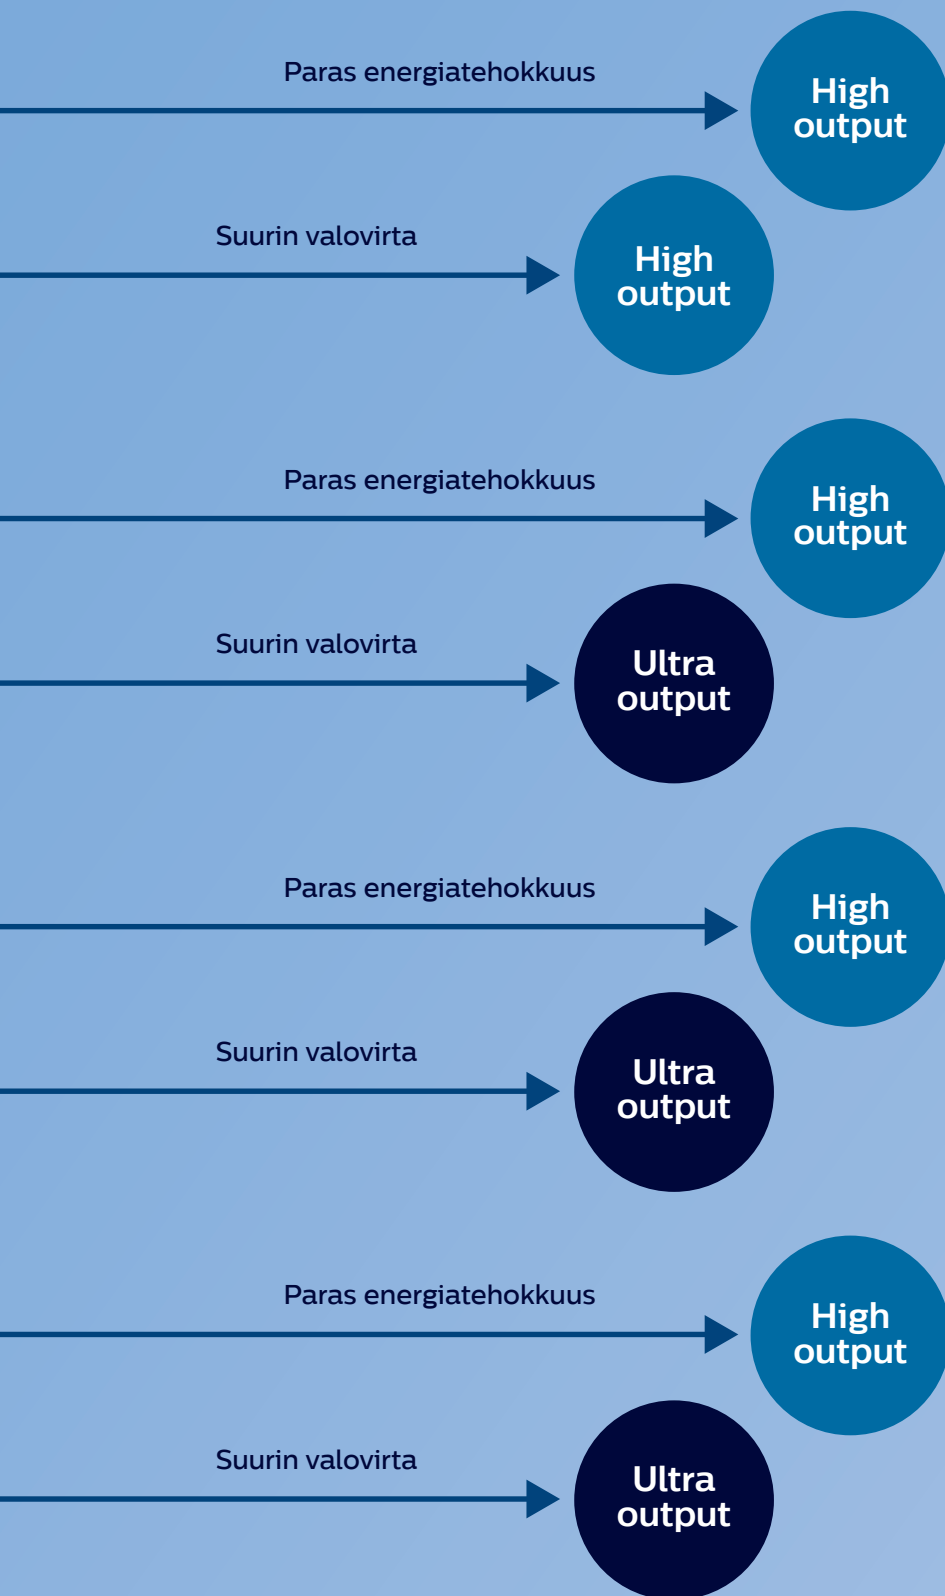 Paras energiatehokkuus
High
output
Suurin valovirta
High
output
Paras energiatehokkuus
High
output
Suurin valovirta
Ultra
output
Paras energiatehokkuus
High
output
Suurin valovirta
Ultra
output
Paras energiatehokkuus
High
output
Suurin valovirta
Ultra
output